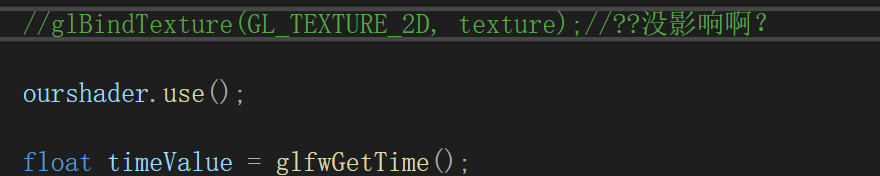 //glBindTexture(GL_TEXTURE_2D, texture);//??没影响啊？
ourshader.use();
float timeValue = glfwGetTime();